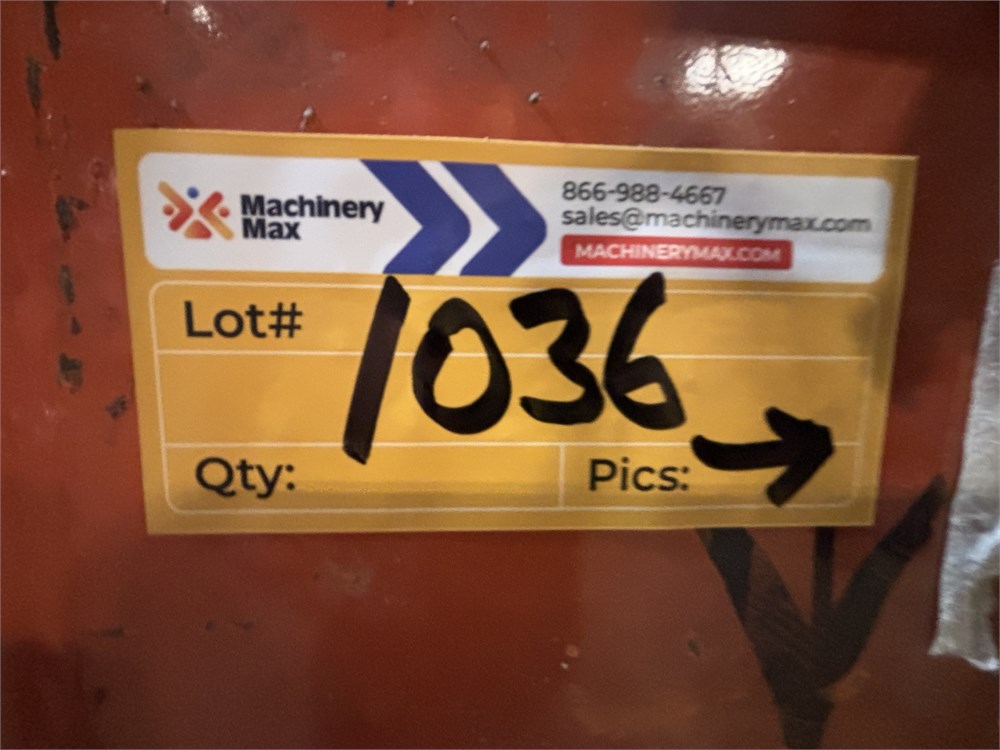 Machinery
Max
866-988-4667
sales@machinerymax.com
MACHINERYMAX.COM
Lot# 1036
Qty:
Pics: